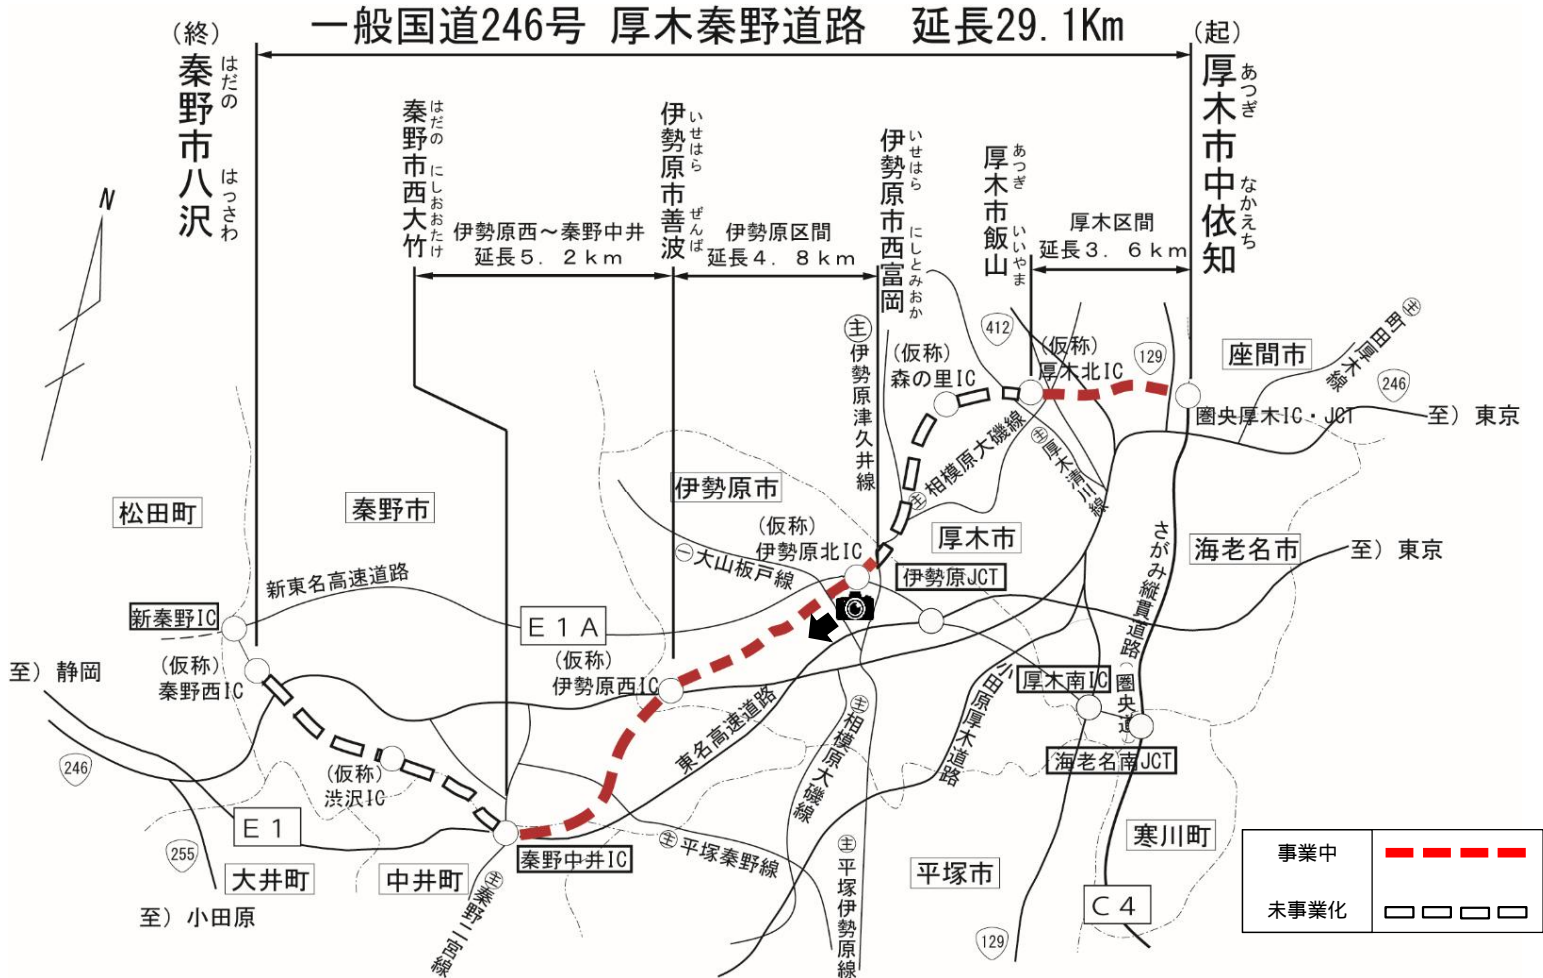 一般国道246号 厚木秦野道路　延長29.1Km
(終)
秦野市八沢
はだの
はっさわ
(起)
厚木市中依知
あつぎ
なかえち
秦野市西大竹
はだの
にしおおたけ
伊勢原市善波
いせはら
ぜんば
伊勢原市西富岡
いせはら
にしとみおか
厚木市飯山
あつぎ
いいやま
伊勢原西～秦野中井
延長５．２ｋｍ
伊勢原区間
延長４．８ｋｍ
厚木区間
延長３．６ｋｍ
N
㊤伊勢原津久井線
(仮称)
森の里IC
412
(仮称)
厚木北IC
129
座間市
㊤町田厚木線
246
圏央厚木IC・JCT
至）東京
㊤相模原大磯線
㊤厚木清川線
松田町
秦野市
伊勢原市
(仮称)
伊勢原北IC
厚木市
海老名市
至）東京
さがみ縦貫道路（圏央道）
新東名高速道路
㊀大山板戸線
伊勢原JCT
新秦野IC
Ｅ１Ａ
至）静岡
(仮称)
秦野西IC
(仮称)
伊勢原西IC
東名高速道路
小田原厚木道路
厚木南IC
海老名南JCT
246
(仮称)
渋沢IC
㊤相模原大磯線
Ｅ１
255
秦野中井IC
㊤平塚秦野線
㊤平塚伊勢原線
㊤秦野二宮線
大井町
中井町
至）小田原
平塚市
寒川町
Ｃ４
129
事業中
未事業化